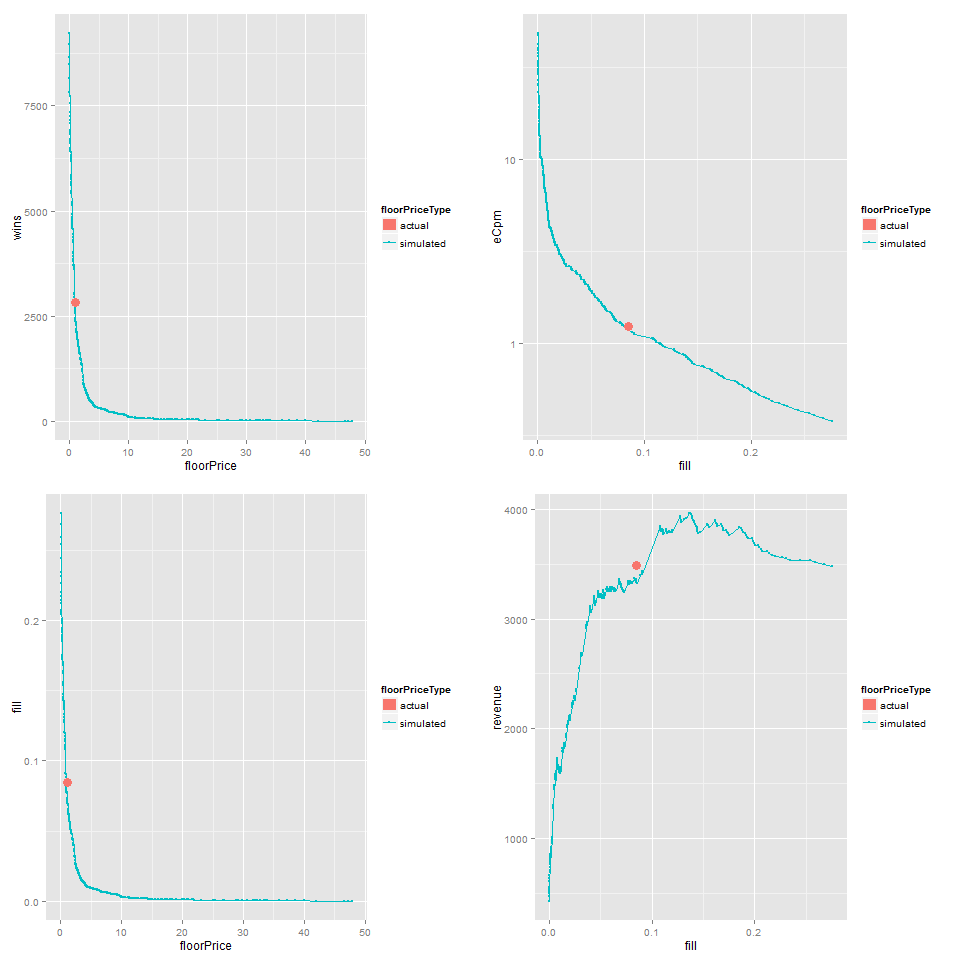 7500
5000
2500
0
wins
0 10 20 30 40 50
floorPrice
floorPriceType
actual
simulated
10
1
eCpm
0.0 0.1 0.2
fill
floorPriceType
actual
simulated
0.2
0.1
0.0
fill
0 10 20 30 40 50
floorPrice
floorPriceType
actual
simulated
4000
3000
2000
1000
revenue
0.0 0.1 0.2
fill
floorPriceType
actual
simulated